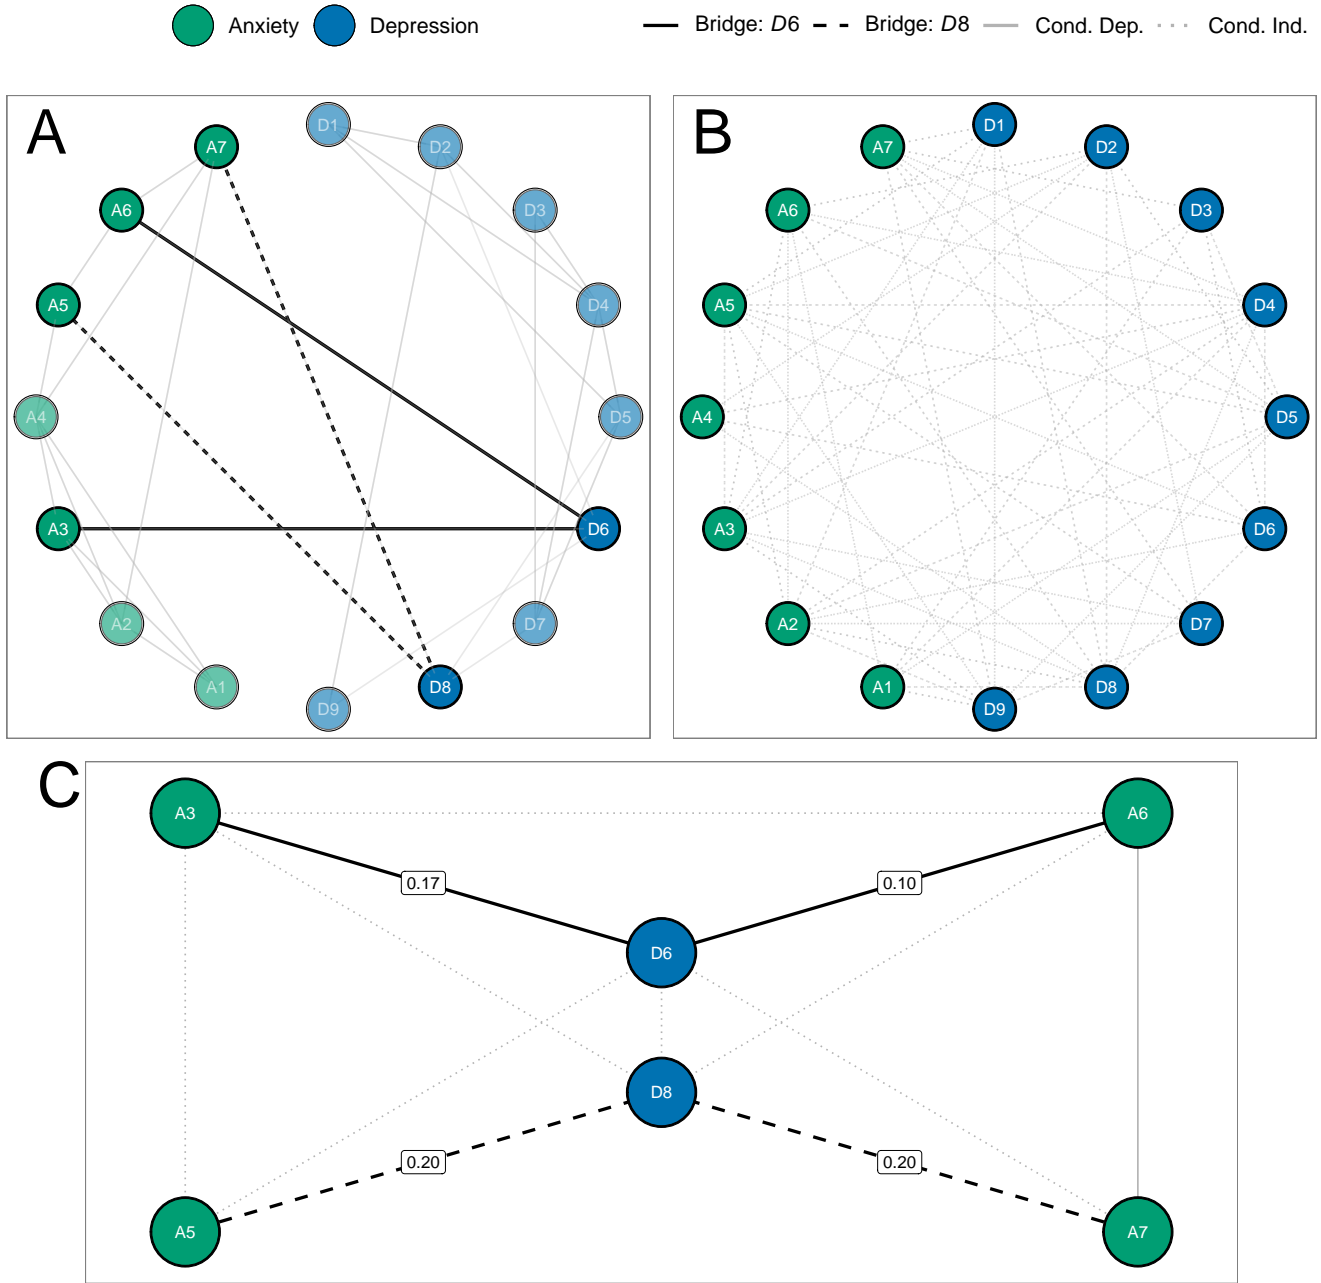 Anxiety Depression Bridge: D6 Bridge: D8 Cond. Dep. Cond. Ind.
A
D1
A7
D2
A6
D3
A5
D4
A4
D5
A3
D6
A2
D7
A1
D8
D9
B
D1
A7
D2
A6
D3
A5
D4
A4
D5
A3
D6
A2
D7
A1
D8
D9
C
A3
A6
0.17
0.10
D6
D8
0.20
0.20
A5
A7